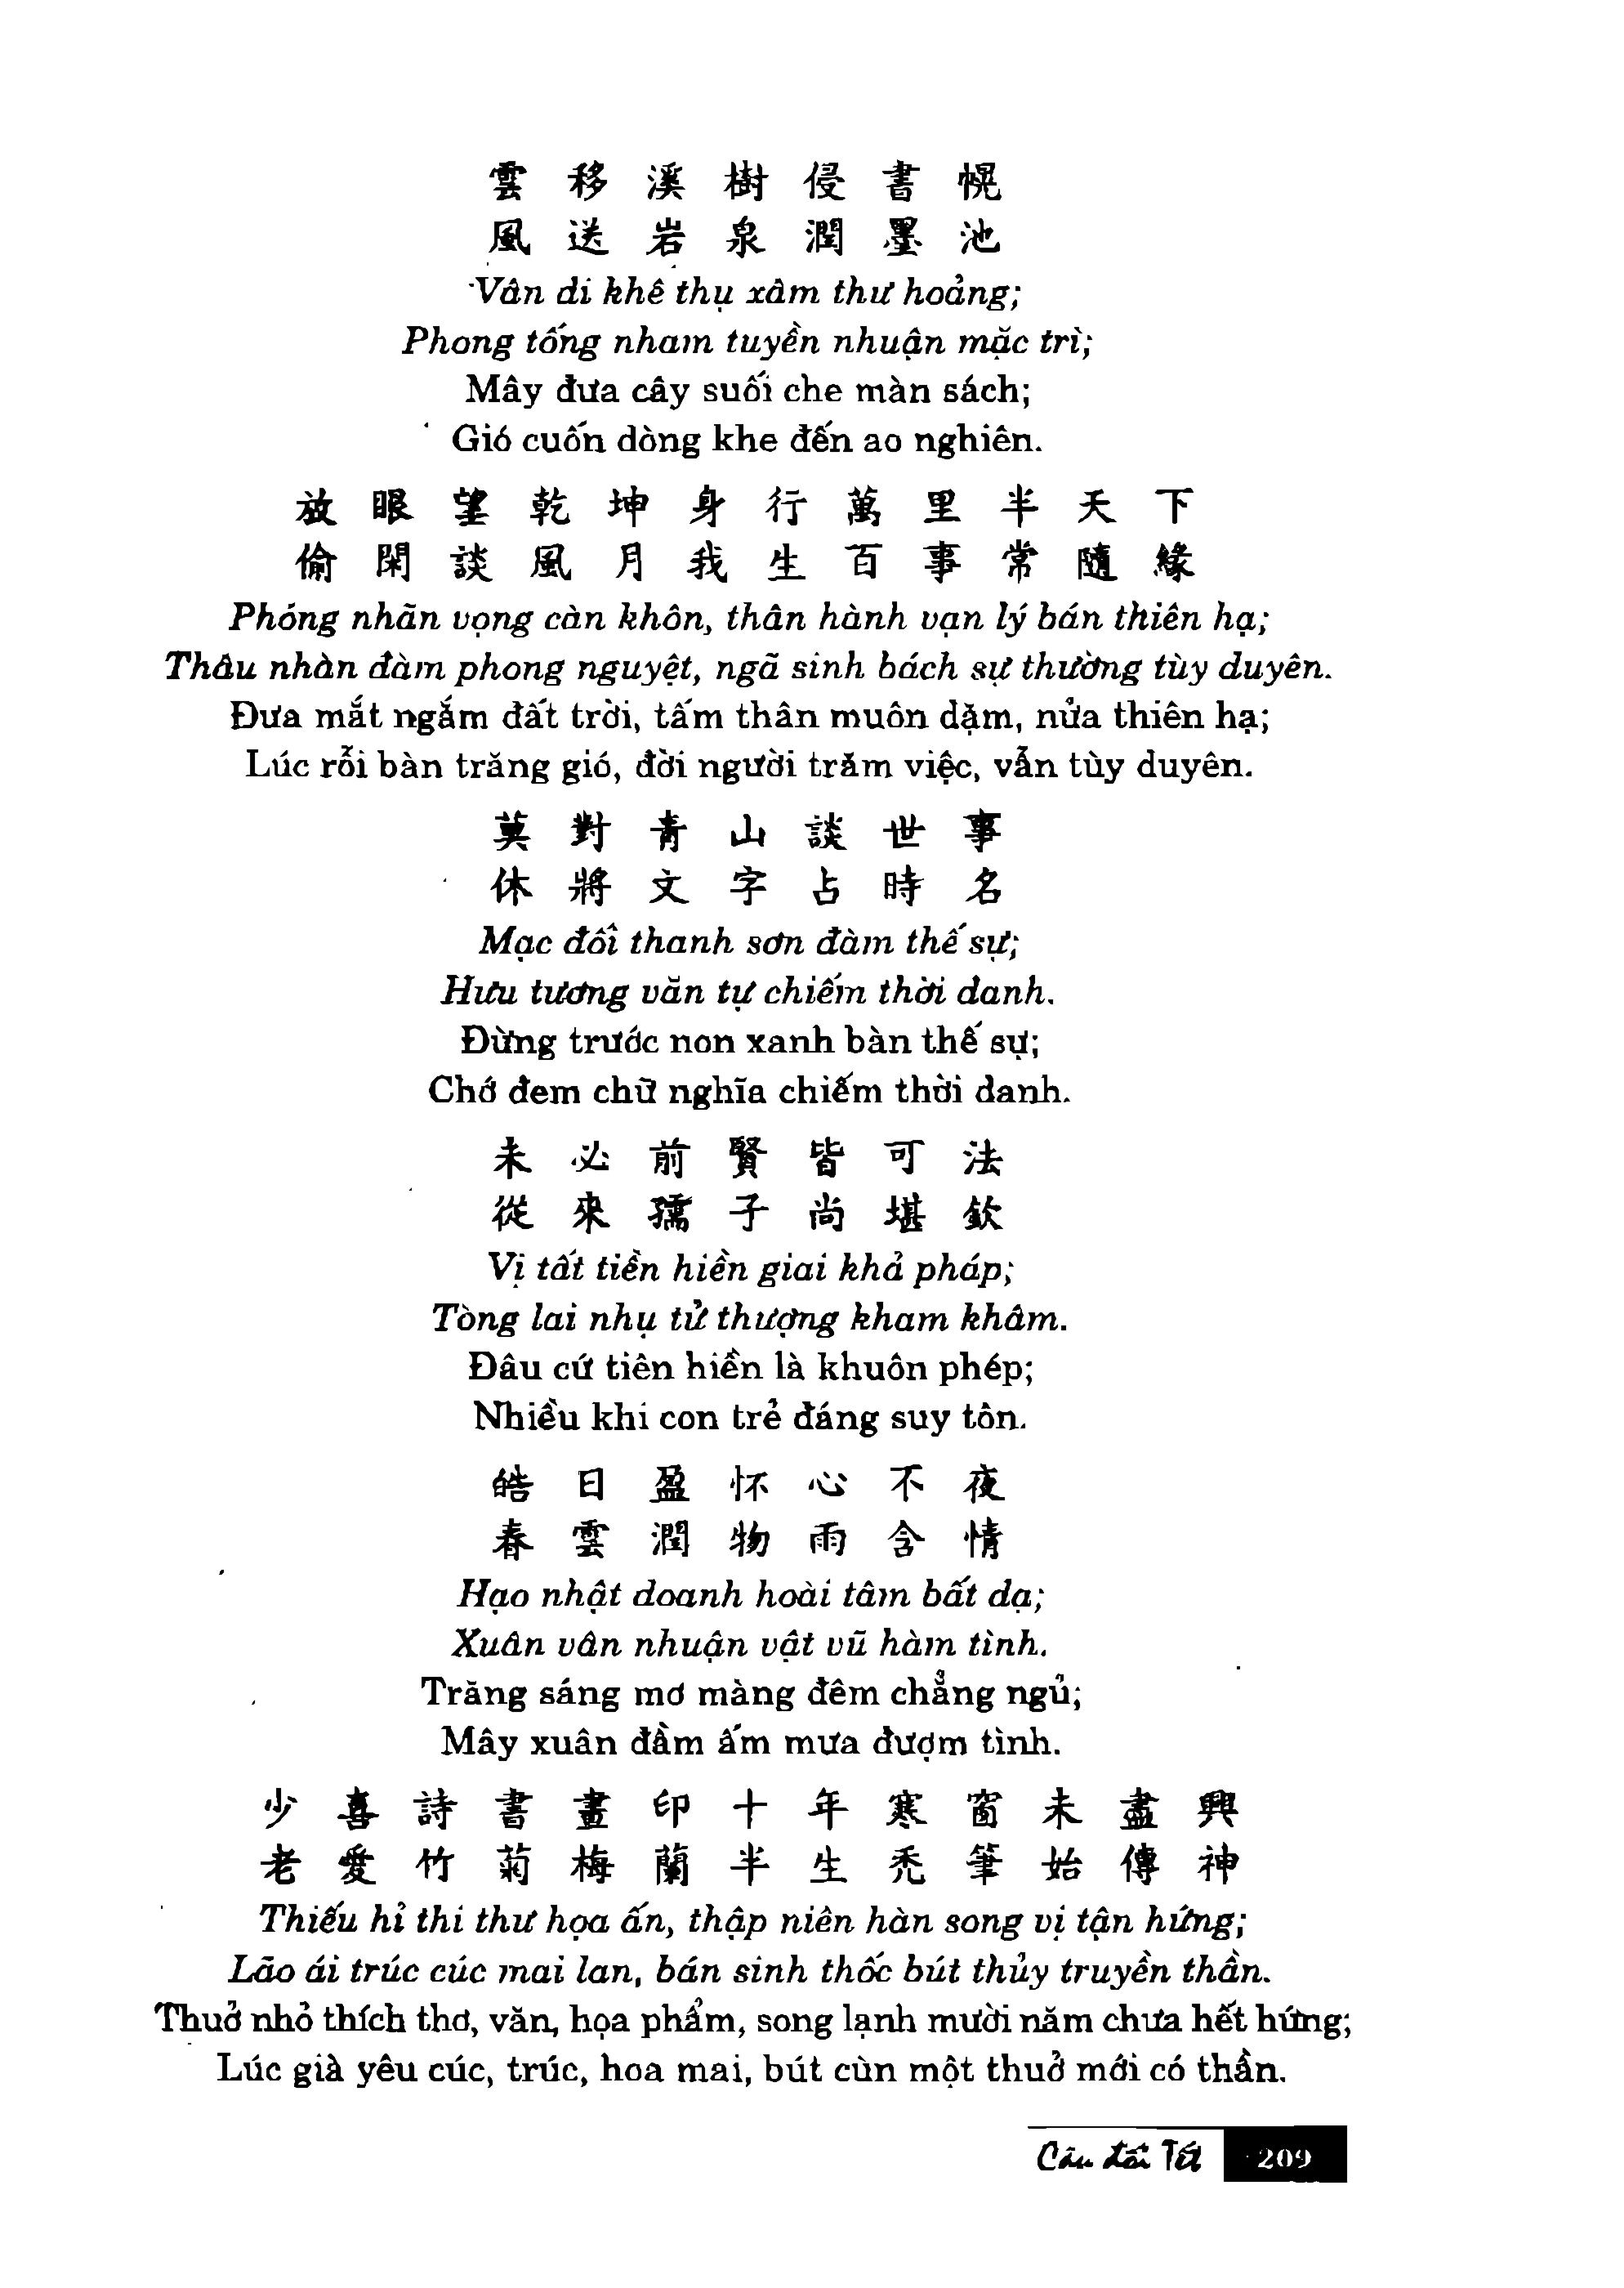 雲移溪樹侵書幌
風送岩泉潤墨池
Vân di khê thụ xâm thư hoảng;
Phong tống nham tuyền nhuận mặc trì;
Mây đưa cây suối che màn sách;
Gió cuốn dòng khe đến ao nghiên.
放眼望乾坤身行萬里半天下
偷閑談風月我生百事常隨緣
Phóng nhãn vọng càn khôn, thân hành vạn lý bán thiên hạ;
Thâu nhàn đàm phong nguyệt, ngã sinh bách sự thường tùy duyên.
Đưa mắt ngắm đất trời, tấm thân muôn dặm, nửa thiên hạ;
Lúc rỗi bàn trăng gió, đời người trăm việc, vẫn tùy duyên.
莫對青山談世事
休將文字占時名
Mạc đối thanh sơn đàm thế sự;
Hưu tương văn tự chiếm thời danh.
Đừng trước non xanh bàn thế sự;
Chớ đem chữ nghĩa chiếm thời danh.
未必前賢皆可法
從來孺子尚堪欽
Vị tất tiền hiền giai khả pháp;
Tòng lai nhụ tử thượng kham khâm.
Đâu cứ tiên hiền là khuôn phép;
Nhiều khi con trẻ đáng suy tôn.
皓日盈怀心不夜
春雲潤物雨含情
Hạo nhật doanh hoài tâm bất dạ;
Xuân vân nhuận vật vũ hàm tình.
Trăng sáng mơ màng đêm chẳng ngủ;
Mây xuân đầm ấm mưa đượm tình.
少喜詩書畫印十年寒窗未盡興
老愛竹菊梅蘭半生禿筆始傳神
Thiếu hỉ thi thư họa ấn, thập niên hàn song vị tận hứng;
Lão ái trúc cúc mai lan, bán sinh thốc bút thủy truyền thần.
Thuở nhỏ thích thơ, văn, họa phẩm, song lạnh mười năm chưa hết hứng;
Lúc già yêu cúc, trúc, hoa mai, bút cùn một thuở mới có thần.
Câu đối Tết 209